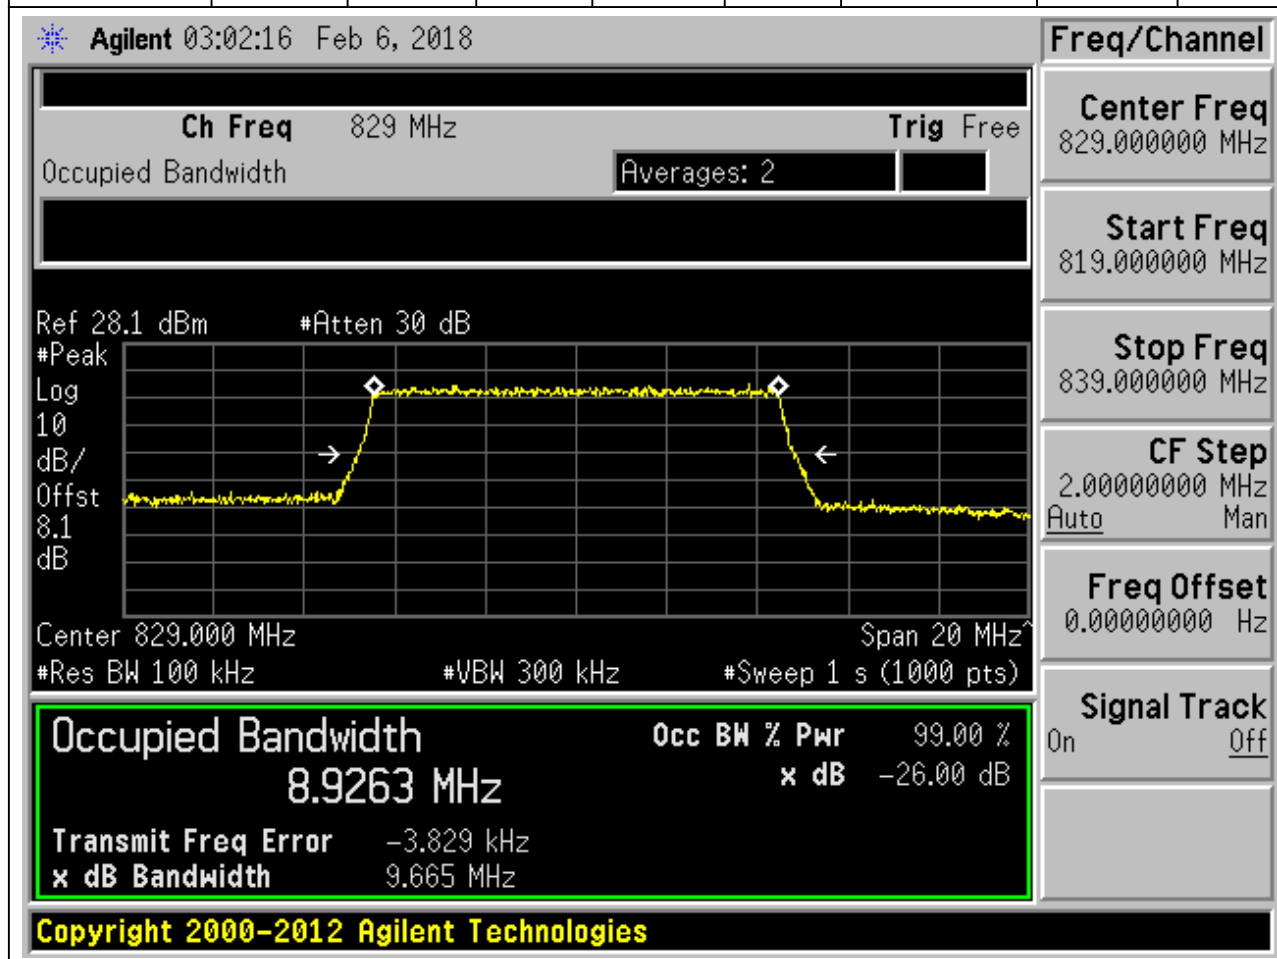 Agilent 03:02:16 Feb 6, 2018
Freq/Channel
Ch Freq 829 MHz Trig Free
Occupied Bandwidth Averages: 2
Center Freq
829.000000 MHz
Start Freq
819.000000 MHz
Stop Freq
839.000000 MHz
CF Step
2.00000000 MHz
Auto Man
Freq Offset
0.00000000 Hz
Signal Track
On Off
Ref 28.1 dBm #Atten 30 dB
#Peak
Log
10
dB/
Offst
8.1
dB
Center 829.000 MHz Span 20 MHz^
#Res BW 100 kHz #VBW 300 kHz #Sweep 1 s (1000 pts)
Occupied Bandwidth Occ BW % Pwr 99.00 %
8.9263 MHz x dB -26.00 dB
Transmit Freq Error -3.829 kHz
x dB Bandwidth 9.665 MHz
Copyright 2000-2012 Agilent Technologies